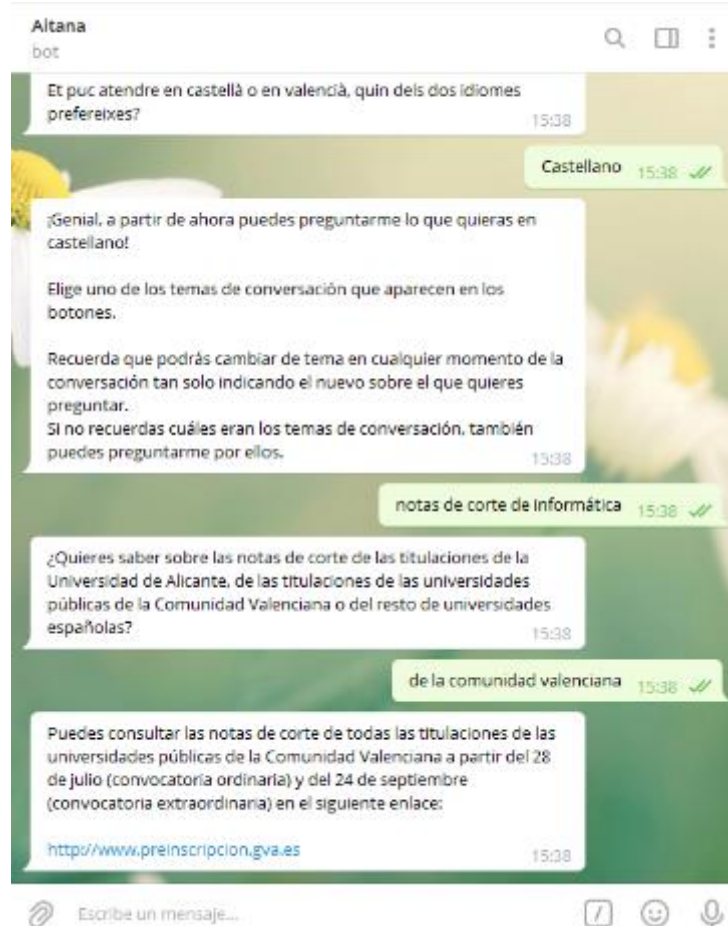 Aitana
bot
Et puc atendre en castellà o en valencià, quin dels dos idiomes
prefereixes?
15:38
Castellano 15:38
¡Genial, a partir de ahora puedes preguntarme lo que quieras en
castellano!
Elige uno de los temas de conversación que aparecen en los
botones.
Recuerda que podrás cambiar de tema en cualquier momento de la
conversación tan solo indicando el nuevo sobre el que quieres
preguntar.
Si no recuerdas cuáles eran los temas de conversación, también
puedes preguntarme por ellos.
15:38
notas de corte de informática 15:38
¿Quieres saber sobre las notas de corte de las titulaciones de la
Universidad de Alicante, de las titulaciones de las universidades
públicas de la Comunidad Valenciana o del resto de universidades
españolas?
15:38
de la comunidad valenciana 15:38
Puedes consultar las notas de corte de todas las titulaciones de las
universidades públicas de la Comunidad Valenciana a partir del 28
de julio (convocatoria ordinaria) y del 24 de septiembre
(convocatoria extraordinaria) en el siguiente enlace:
http://www.preinscripcion.gva.es
15:38
Escribe un mensaje...